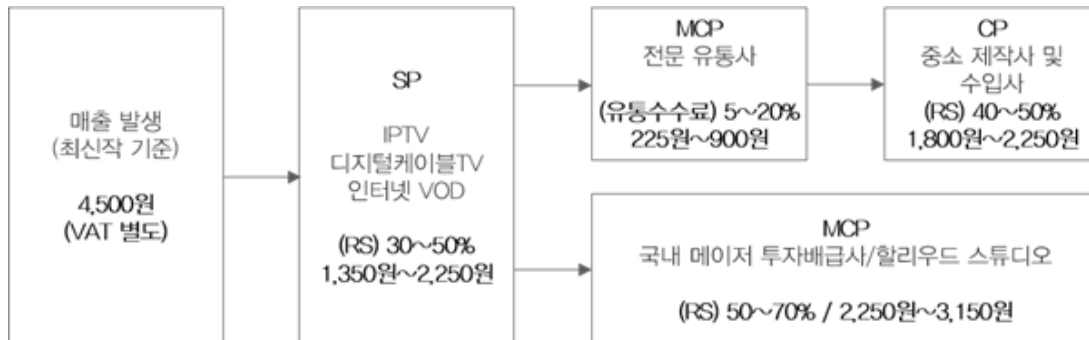 매출 발생
(최신작 기준)
4,500원
(VAT 별도)
SP
IPTV
디지털케이블TV
인터넷 VOD
(RS) 30~50%
1,350원~2,250원
MCP
전문 유통사
(유통수수료) 5~20%
225원~900원
CP
중소 제작사 및
수입사
(RS) 40~50%
1,800원~2,250원
MCP
국내 메이저 투자배급사/할리우드 스튜디오
(RS) 50~70% / 2,250원~3,150원